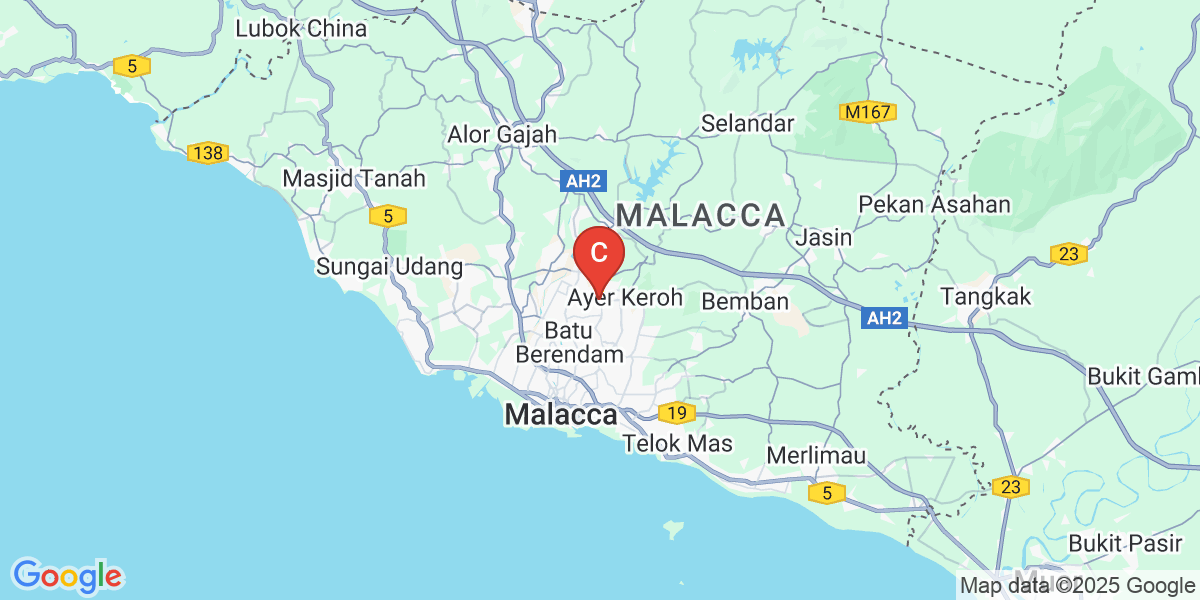 Lubok China
5
Selandar
M167
Alor Gajah
138
Masjid Tanah
AH2
Pekan Asahan
5
MALACCA
Jasin
C
23
Sungai Udang
Ayer Keroh
Bemban
Tangkak
AH2
Batu
Berendam
Bukit Gamb
Malacca
19
Telok Mas
Merlimau
5
23
Bukit Pasir
Google
Map data ©2025 Google